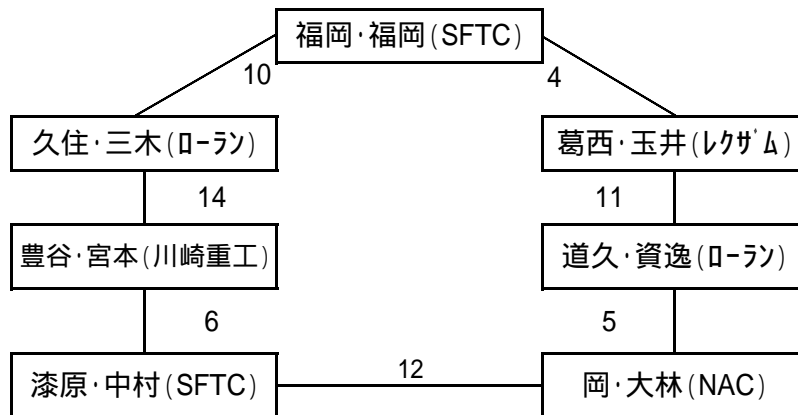 福岡･福岡(SFTC)
10
4
久住･三木(ﾛｰﾗﾝ)
葛西･玉井(ﾚｸｻﾞﾑ)
14
11
豊谷･宮本(川崎重工)
道久･資逸(ﾛｰﾗﾝ)
6
5
漆原･中村(SFTC)
12
岡･大林(NAC)